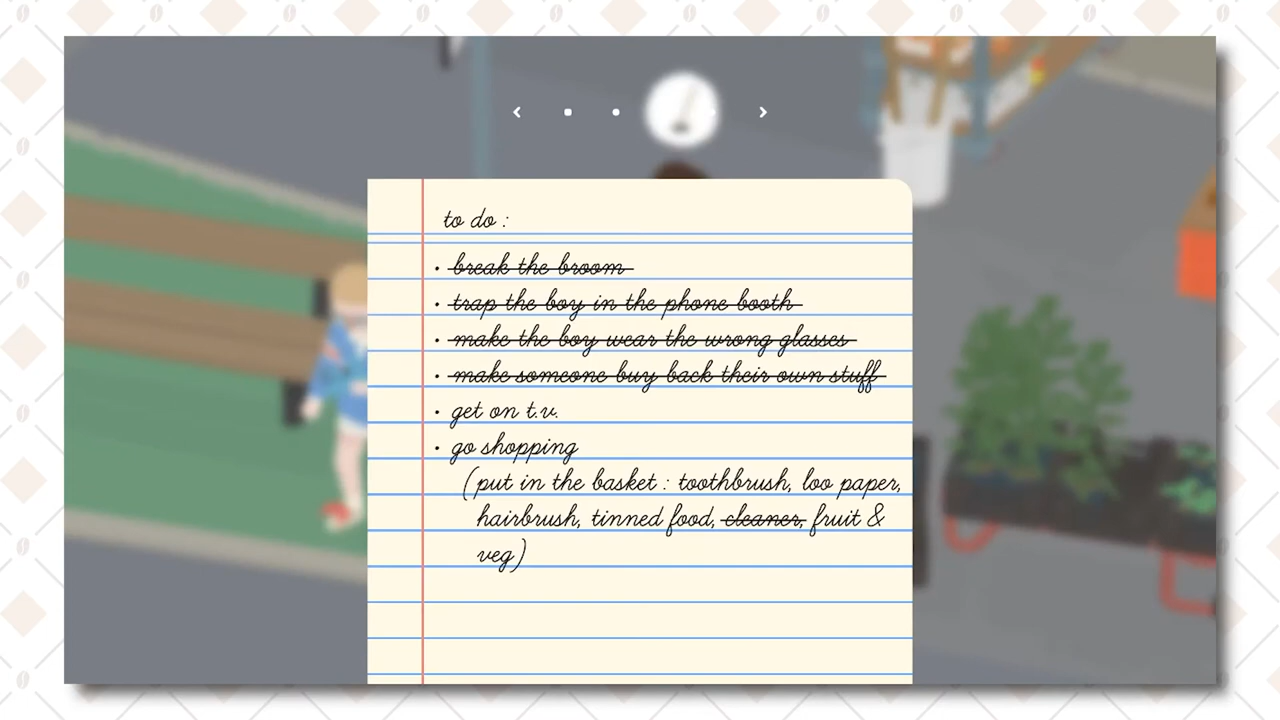 to do :
• break the broom
• trap the boy in the phone booth
• make the boy wear the wrong glasses
• make someone buy back their own stuff
• get on t.v.
• go shopping
(put in the basket : toothbrush, loo paper,
hairbrush, tinned food, cleaner, fruit &
veg)